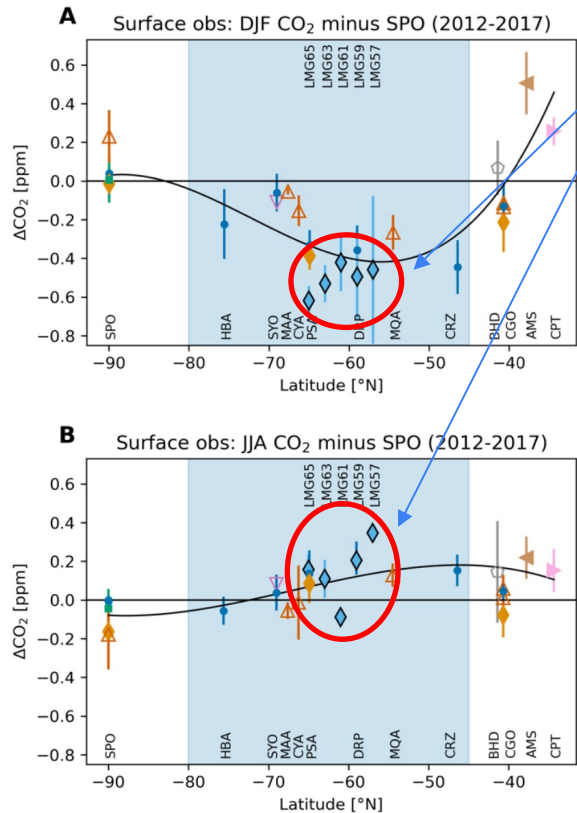 A
Surface obs: DJF CO₂ minus SPO (2012-2017)
LMG65
LMG63
LMG61
LMG59
LMG57
0.6
0.4
0.2
0.0
−0.2
−0.4
−0.6
−0.8
ΔCO₂ [ppm]
SPO
HBA
SYO
MAA
CYA
PSA
DRP
MQA
CRZ
BHD
CGO
AMS
CPT
−90
−80
−70
−60
−50
−40
Latitude [°N]
B
Surface obs: JJA CO₂ minus SPO (2012-2017)
LMG65
LMG63
LMG61
LMG59
LMG57
0.6
0.4
0.2
0.0
−0.2
−0.4
−0.6
−0.8
ΔCO₂ [ppm]
SPO
HBA
SYO
MAA
CYA
PSA
DRP
MQA
CRZ
BHD
CGO
AMS
CPT
−90
−80
−70
−60
−50
−40
Latitude [°N]